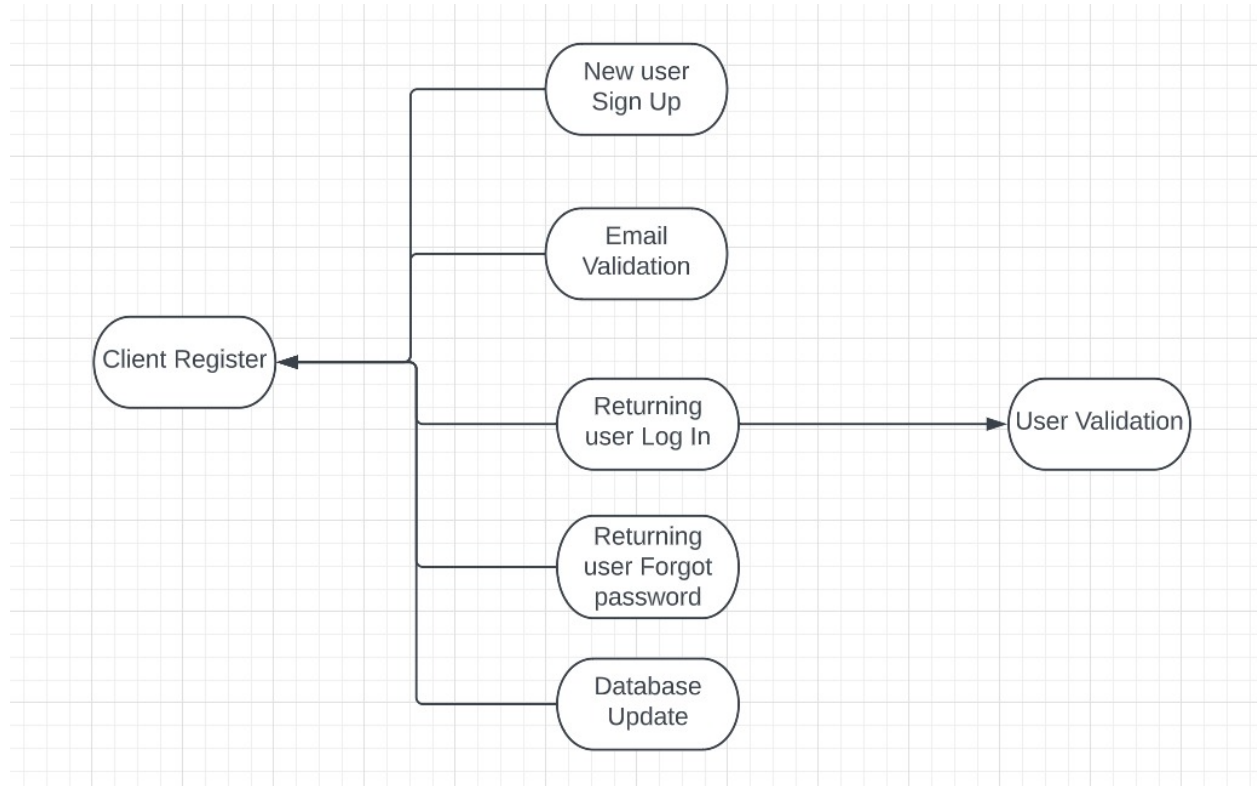 New user
Sign Up
Email
Validation
Client Register
Returning
user Log In
User Validation
Returning
user Forgot
password
Database
Update